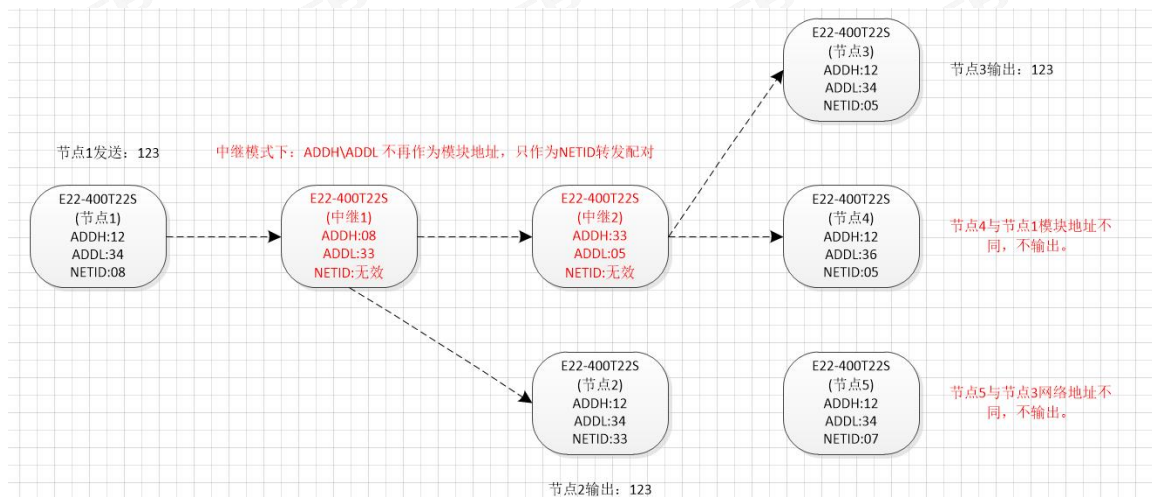 E22-400T22S
(节点3)
ADDH:12
ADDL:34
NETID:05
节点3输出：123
节点1发送：123
中继模式下：ADDH\ADDL 不再作为模块地址，只作为NETID转发配对
E22-400T22S
(节点1)
ADDH:12
ADDL:34
NETID:08
E22-400T22S
(中继1)
ADDH:08
ADDL:33
NETID:无效
E22-400T22S
(中继2)
ADDH:33
ADDL:05
NETID:无效
E22-400T22S
(节点4)
ADDH:12
ADDL:36
NETID:05
节点4与节点1模块地址不
同，不输出。
E22-400T22S
(节点2)
ADDH:12
ADDL:34
NETID:33
E22-400T22S
(节点5)
ADDH:12
ADDL:34
NETID:07
节点5与节点3网络地址不
同，不输出。
节点2输出：123